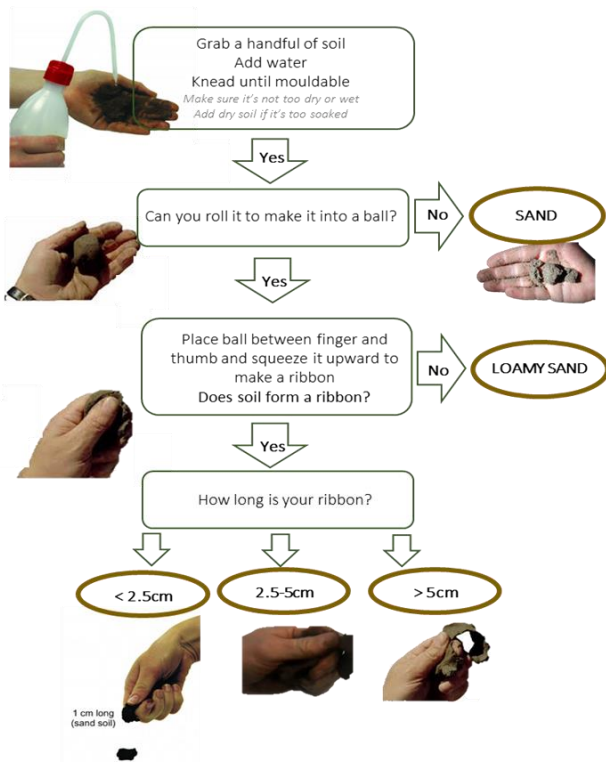 Grab a handful of soil
Add water
Knead until mouldable
Make sure it's not too dry or wet
Add dry soil if it's too soaked
Yes
Can you roll it to make it into a ball?
No
SAND
Yes
Place ball between finger and
thumb and squeeze it upward to
make a ribbon
Does soil form a ribbon?
No
LOAMY SAND
Yes
How long is your ribbon?
< 2.5cm
2.5-5cm
> 5cm
1 cm long
(sand soil)